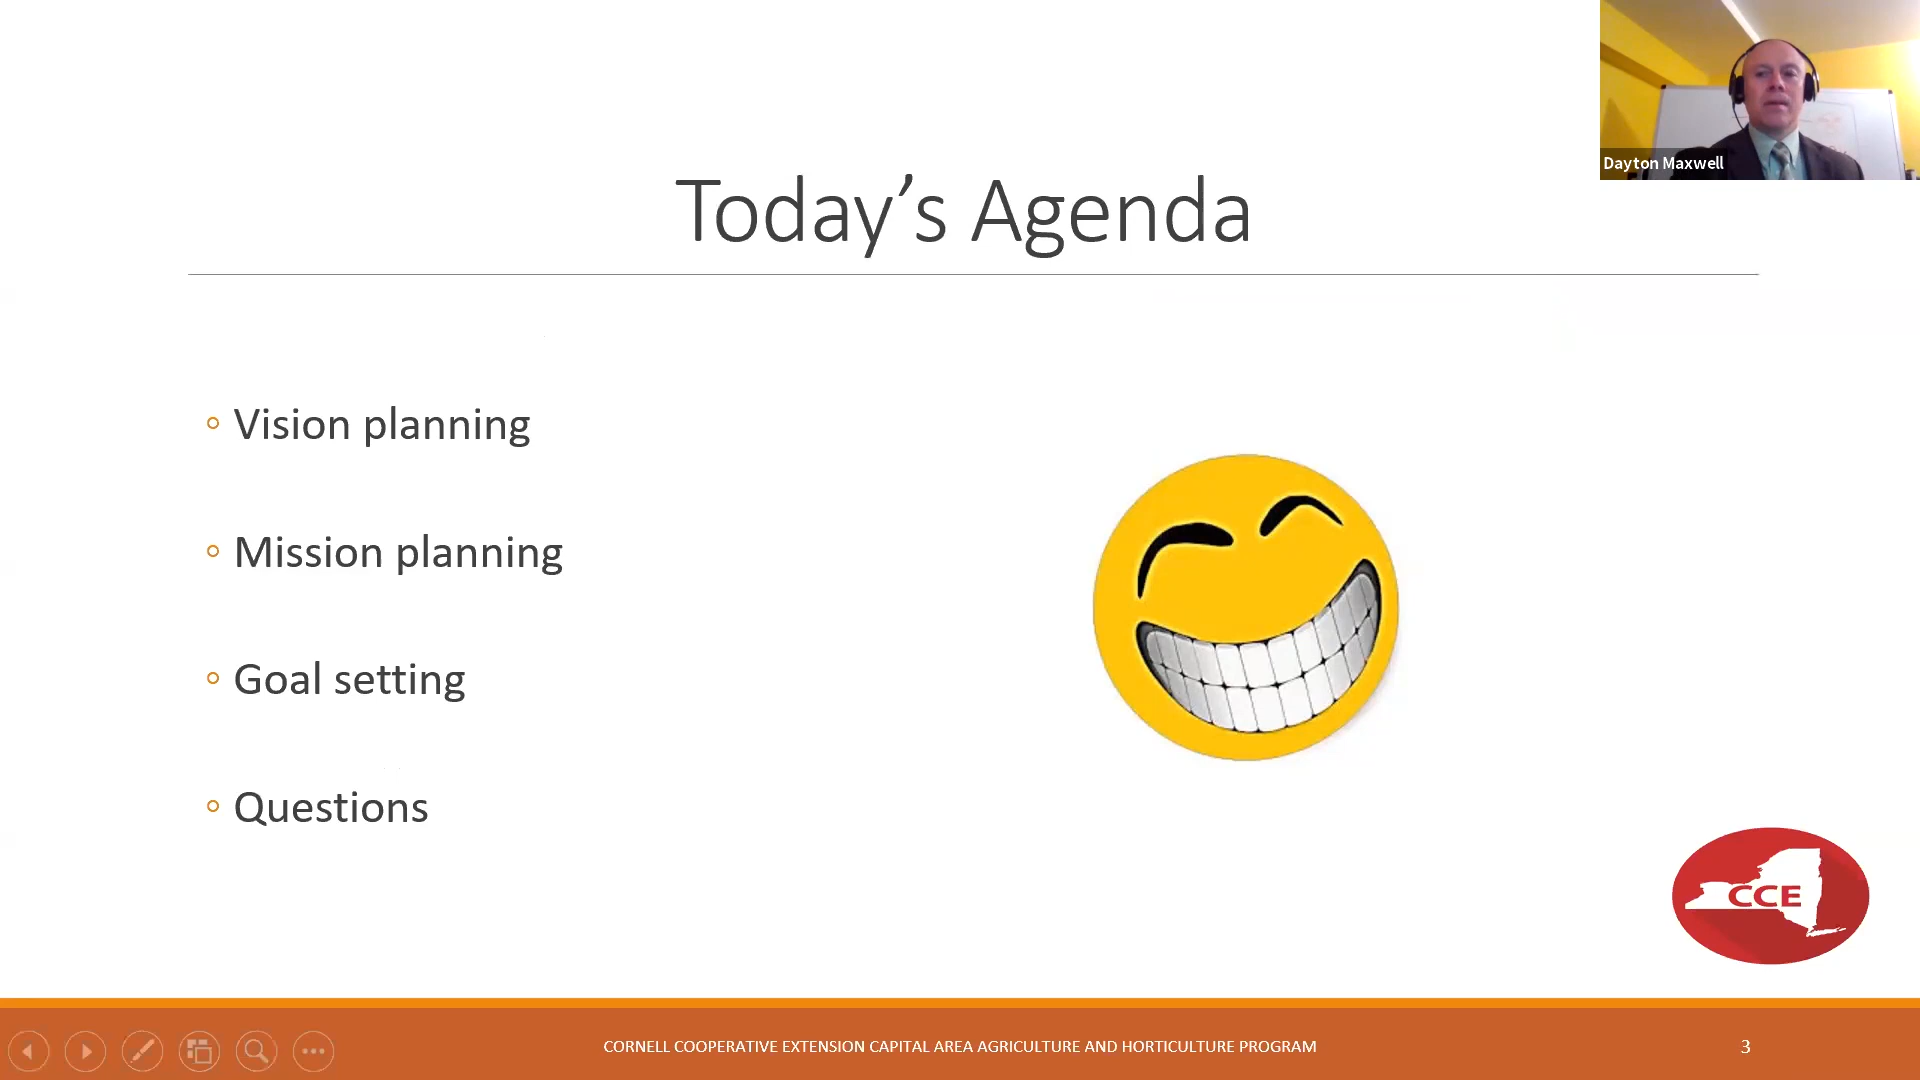 Dayton Maxwell
Today’s Agenda
Vision planning
Mission planning
Goal setting
Questions
CCE
CORNELL COOPERATIVE EXTENSION CAPITAL AREA AGRICULTURE AND HORTICULTURE PROGRAM
3